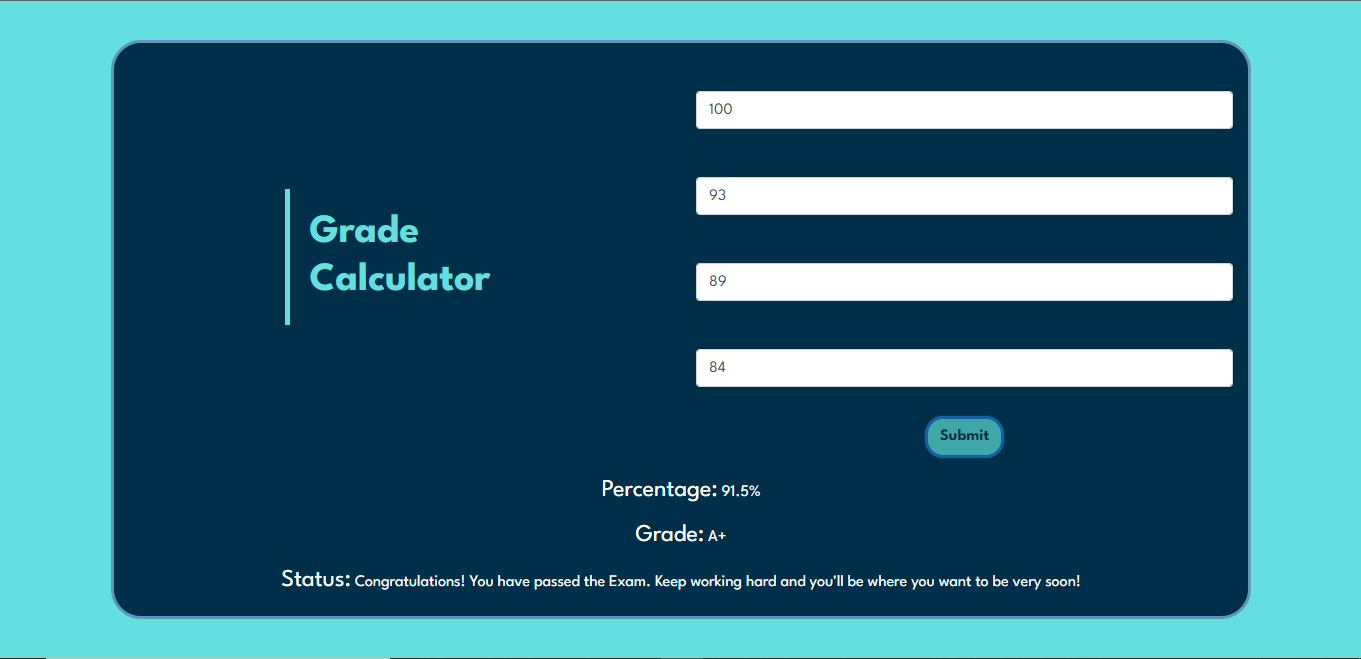 Grade
Calculator
100
93
89
84
Submit
Percentage: 91.5%
Grade: A+
Status: Congratulations! You have passed the Exam. Keep working hard and you'll be where you want to be very soon!